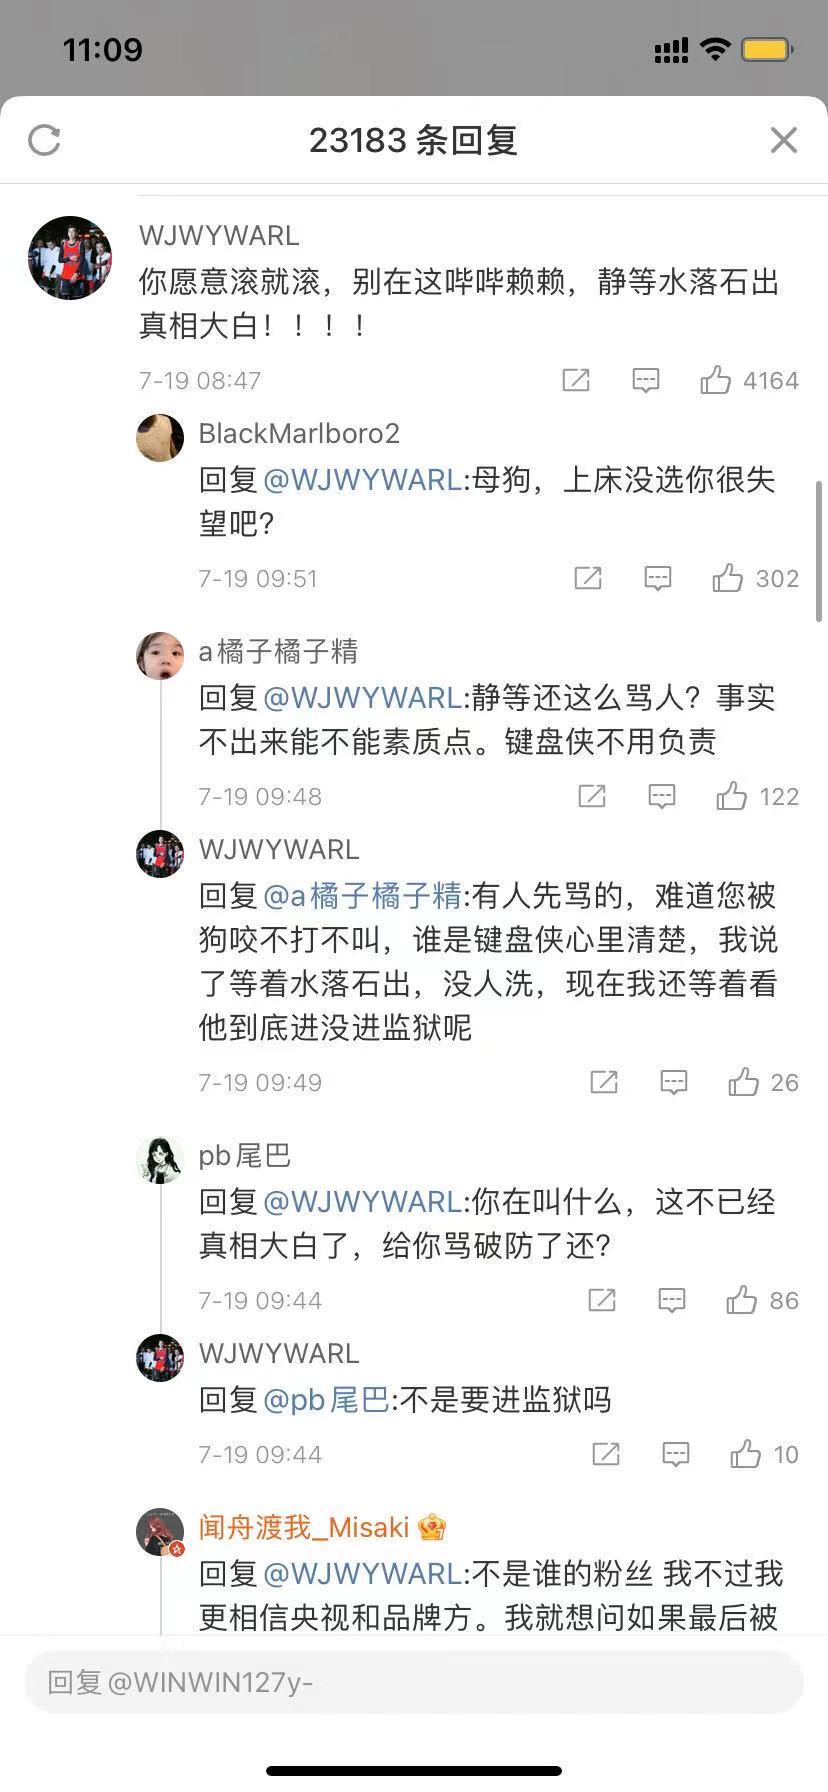 11:09
23183 条回复
WJWYWARL
你愿意滚就滚，别在这哔哔赖赖，静等水落石出
真相大白！！！！
7-19 08:47
4164
BlackMarlboro2
回复@WJWYWARL:母狗，上床没选你很失
望吧？
7-19 09:51
302
a橘子橘子精
回复@WJWYWARL:静等还这么骂人？事实
不出来能不能素质点。键盘侠不用负责
7-19 09:48
122
WJWYWARL
回复@a橘子橘子精:有人先骂的，难道您被
狗咬不打不叫，谁是键盘侠心里清楚，我说
了等着水落石出，没人洗，现在我还等着看
他到底进没进监狱呢
7-19 09:49
26
pb尾巴
回复@WJWYWARL:你在叫什么，这不已经
真相大白了，给你骂破防了还？
7-19 09:44
86
WJWYWARL
回复@pb尾巴:不是要进监狱吗
7-19 09:44
10
闻舟渡我_Misaki
回复@WJWYWARL:不是谁的粉丝 我不过我
更相信央视和品牌方。我就想问如果最后被
回复@WINWIN127y-